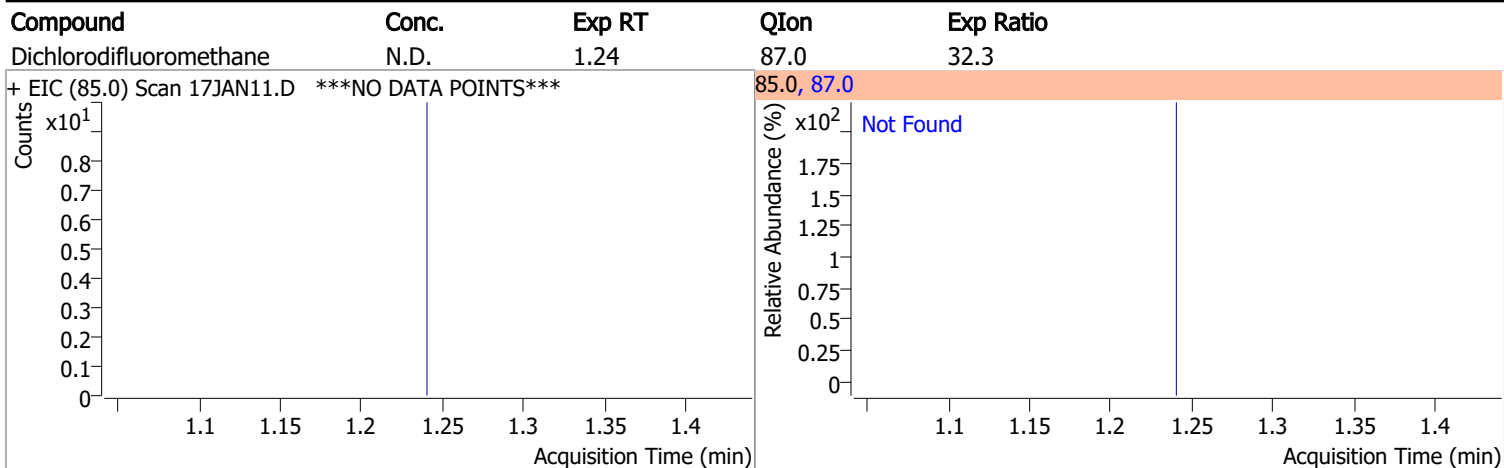 Compound Conc. Exp RT QIon Exp Ratio
Dichlorodifluoromethane N.D. 1.24 87.0 32.3
+ EIC (85.0) Scan 17JAN11.D ***NO DATA POINTS***
Counts
x10¹
0.8
0.7
0.6
0.5
0.4
0.3
0.2
0.1
0
1.1 1.15 1.2 1.25 1.3 1.35 1.4
Acquisition Time (min)
85.0, 87.0
Relative Abundance (%)
x10²
Not Found
1.75
1.5
1.25
1
0.75
0.5
0.25
0
1.1 1.15 1.2 1.25 1.3 1.35 1.4
Acquisition Time (min)